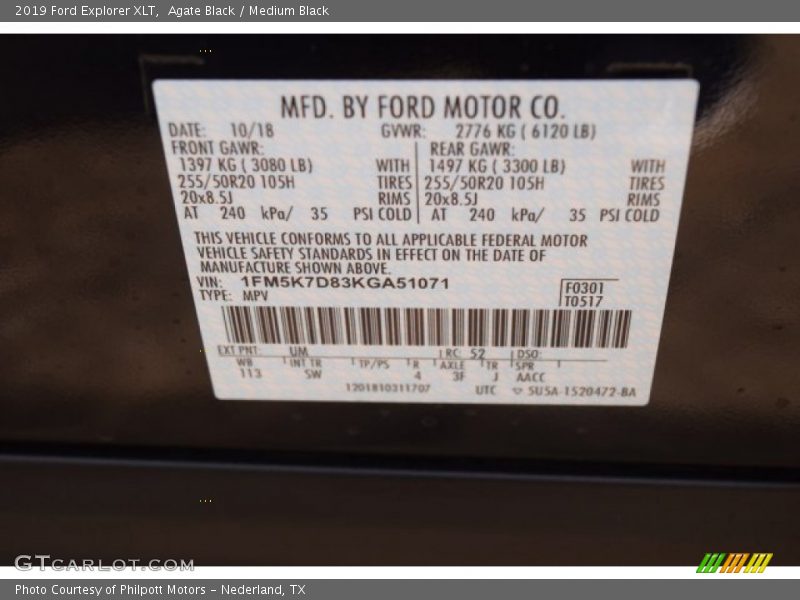 2019 Ford Explorer XLT,  Agate Black / Medium Black
MFD. BY FORD MOTOR CO.
DATE: 10/18 GVWR: 2776 KG ( 6120 LB)
FRONT GAWR: REAR GAWR:
1397 KG ( 3080 LB) WITH 1497 KG ( 3300 LB) WITH
255/50R20 105H TIRES 255/50R20 105H TIRES
20x8.5J RIMS 20x8.5J RIMS
AT 240 kPa/ 35 PSI COLD AT 240 kPa/ 35 PSI COLD
THIS VEHICLE CONFORMS TO ALL APPLICABLE FEDERAL MOTOR
VEHICLE SAFETY STANDARDS IN EFFECT ON THE DATE OF
MANUFACTURE SHOWN ABOVE.
VIN: 1FM5K7D83KGA51071 F0301
TYPE: MPV T0517
EXT PNT: UM RC: 52 DSO:
WB INT TR TP/PS R AXLE TR SPR
113 SW 4 3F J AACC
1201810311707 UTC 5U5A-1520472-BA
GTCARLOT.COM
Photo Courtesy of Philpott Motors - Nederland, TX